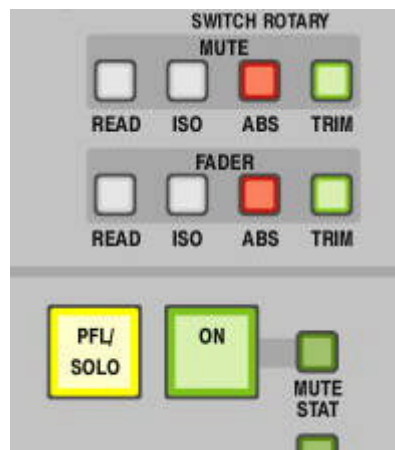 SWITCH ROTARY
MUTE
READ ISO ABS TRIM
FADER
READ ISO ABS TRIM
PFL/
SOLO
ON
MUTE
STAT